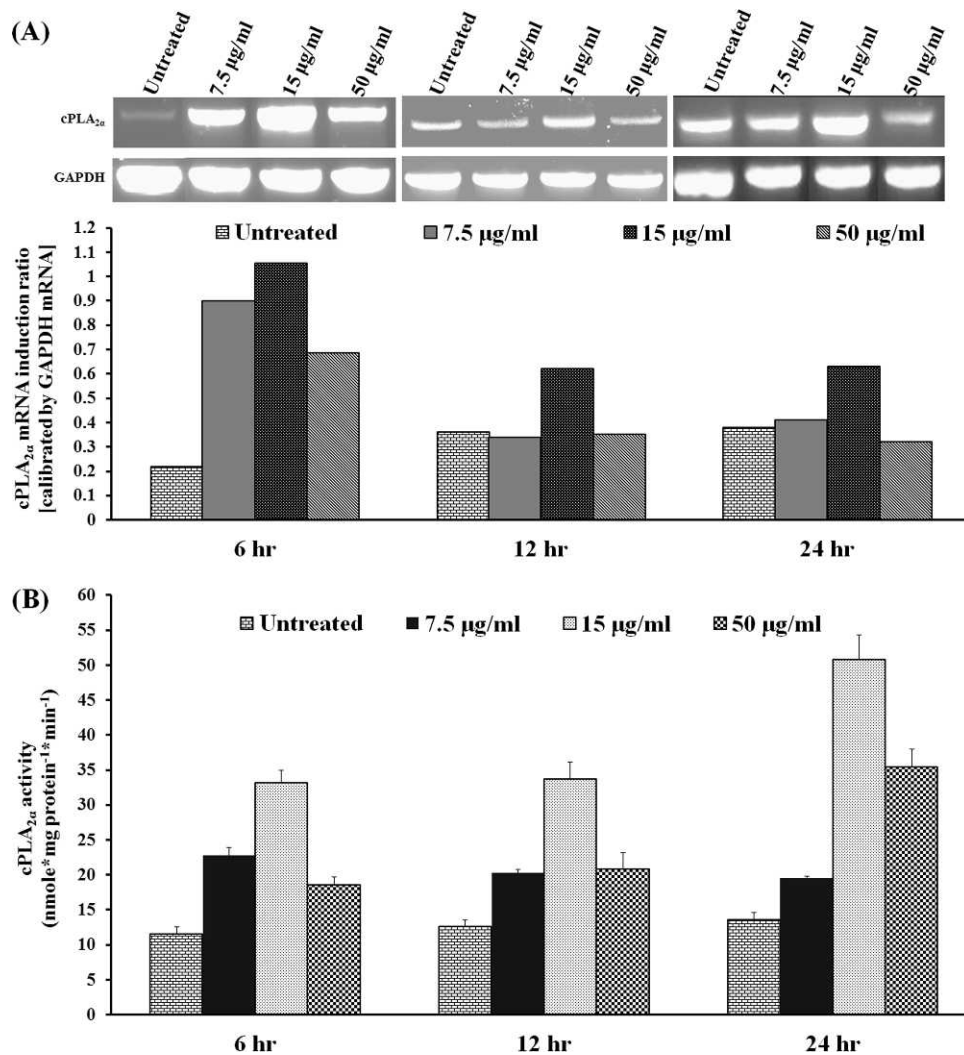 (A)
Untreated 7.5 µg/ml 15 µg/ml 50 µg/ml Untreated 7.5 µg/ml 15 µg/ml 50 µg/ml Untreated 7.5 µg/ml 15 µg/ml 50 µg/ml
cPLA2α
GAPDH
Untreated 7.5 µg/ml 15 µg/ml 50 µg/ml
cPLA2α mRNA induction ratio
[calibrated by GAPDH mRNA]
1.2
1.1
1
0.9
0.8
0.7
0.6
0.5
0.4
0.3
0.2
0.1
0
6 hr 12 hr 24 hr
(B)
Untreated 7.5 µg/ml 15 µg/ml 50 µg/ml
cPLA2α activity
(nmole*mg protein⁻¹*min⁻¹)
60
55
50
45
40
35
30
25
20
15
10
5
0
6 hr 12 hr 24 hr